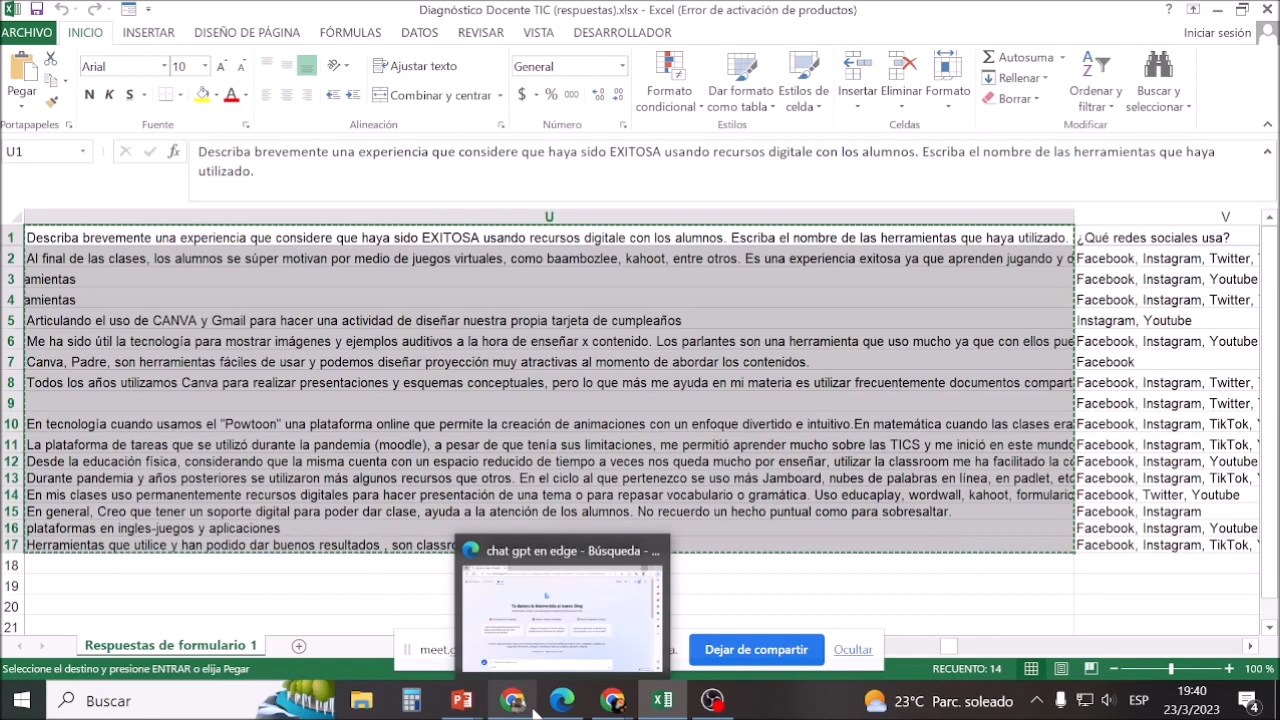 Diagnóstico Docente TIC (respuestas).xlsx - Excel (Error de activación de productos)
ARCHIVO INICIO INSERTAR DISEÑO DE PÁGINA FÓRMULAS DATOS REVISAR VISTA DESARROLLADOR Iniciar sesión
Pegar
Portapapeles
Arial 10
N K S
Fuente
Ajustar texto
Combinar y centrar
Alineación
General
$ % 000
Número
Formato condicional
Dar formato como tabla
Estilos de celda
Estilos
Insertar Eliminar Formato
Celdas
Autosuma
Rellenar
Borrar
Ordenar y filtrar
Buscar y seleccionar
Modificar
U1
Describa brevemente una experiencia que considere que haya sido EXITOSA usando recursos digitale con los alumnos. Escriba el nombre de las herramientas que haya
utilizado.
U V
1 Describa brevemente una experiencia que considere que haya sido EXITOSA usando recursos digitale con los alumnos. Escriba el nombre de las herramientas que haya utilizado. ¿Qué redes sociales usa?
2 Al final de las clases, los alumnos se súper motivan por medio de juegos virtuales, como baambozlee, kahoot, entre otros. Es una experiencia exitosa ya que aprenden jugando y Facebook, Instagram, Twitter,
3 amientas Facebook, Instagram, Youtube
4 amientas Facebook, Instagram, Twitter,
5 Articulando el uso de CANVA y Gmail para hacer una actividad de diseñar nuestra propia tarjeta de cumpleaños Instagram, Youtube
6 Me ha sido útil la tecnología para mostrar imágenes y ejemplos auditivos a la hora de enseñar x contenido. Los parlantes son una herramienta que uso mucho ya que con ellos pue Facebook, Instagram, Youtube
7 Canva, Padre, son herramientas fáciles de usar y podemos diseñar proyección muy atractivas al momento de abordar los contenidos. Facebook
8 Todos los años utilizamos Canva para realizar presentaciones y esquemas conceptuales, pero lo que más me ayuda en mi materia es utilizar frecuentemente documentos compart Facebook, Instagram, Twitter,
9 Facebook, Instagram, Twitter,
10 En tecnología cuando usamos el "Powtoon" una plataforma online que permite la creación de animaciones con un enfoque divertido e intuitivo.En matemática cuando las clases era Facebook, Instagram, TikTok,
11 La plataforma de tareas que se utilizó durante la pandemia (moodle), a pesar de que tenía sus limitaciones, me permitió aprender mucho sobre las TICS y me inició en este mundo Facebook, Instagram, TikTok,
12 Desde la educación física, considerando que la misma cuenta con un espacio reducido de tiempo a veces nos queda mucho por enseñar, utilizar la classroom me ha facilitado la Facebook, Instagram, Youtube
13 Durante pandemia y años posteriores se utilizaron más algunos recursos que otros. En el ciclo al que pertenezco se uso más Jamboard, nubes de palabras en línea, en padlet, etc Facebook, Instagram, Youtube
14 En mis clases uso permanentemente recursos digitales para hacer presentación de una tema o para repasar vocabulario o gramática. Uso educaplay, wordwall, kahoot, formulario Facebook, Twitter, Youtube
15 En general, Creo que tener un soporte digital para poder dar clase, ayuda a la atención de los alumnos. No recuerdo un hecho puntual como para sobresaltar. Facebook, Instagram
16 plataformas en ingles-juegos y aplicaciones Facebook, Instagram, Youtube
17 Herramientas que utilice y han podido dar buenos resultados , son classro Facebook, Instagram, TikTok,
18
20
21
chat gpt en edge - Búsqueda - ...
Respuestas de formulario 1
meet.g
Dejar de compartir Ocultar
Seleccione el destino y presione ENTRAR o elija Pegar RECUENTO: 14 100 %
Buscar
23°C Parc. soleado ESP 19:40
23/3/2023
4